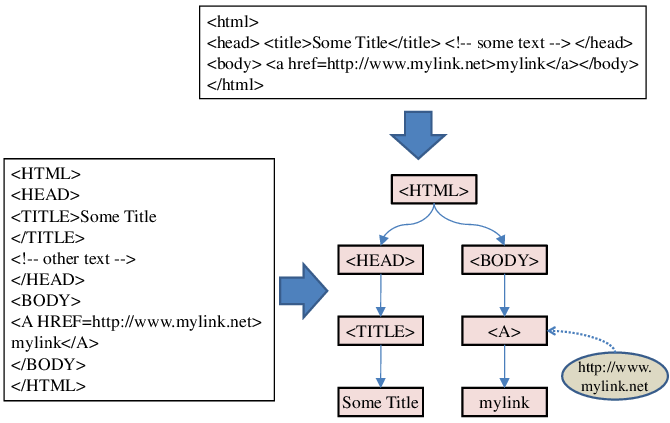 <html>
<head> <title>Some Title</title> <!-- some text --> </head>
<body> <a href=http://www.mylink.net>mylink</a></body>
</html>
<HTML>
<HEAD>
<TITLE>Some Title
</TITLE>
<!-- other text -->
</HEAD>
<BODY>
<A HREF=http://www.mylink.net>
mylink</A>
</BODY>
</HTML>
<HTML>
<HEAD>
<BODY>
<TITLE>
<A>
http://www.
mylink.net
Some Title
mylink